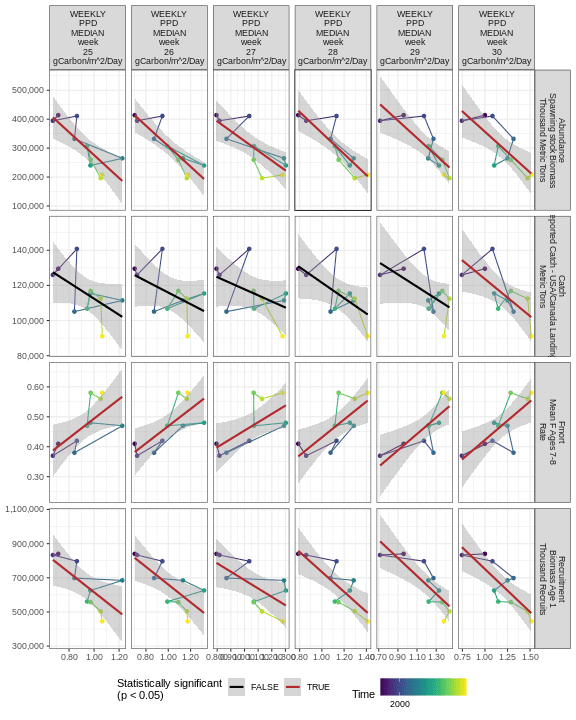 WEEKLY
PPD
MEDIAN
week
25
gCarbon/m^2/Day
WEEKLY
PPD
MEDIAN
week
26
gCarbon/m^2/Day
WEEKLY
PPD
MEDIAN
week
27
gCarbon/m^2/Day
WEEKLY
PPD
MEDIAN
week
28
gCarbon/m^2/Day
WEEKLY
PPD
MEDIAN
week
29
gCarbon/m^2/Day
WEEKLY
PPD
MEDIAN
week
30
gCarbon/m^2/Day
500,000
400,000
300,000
200,000
100,000
Abundance
Spawning Stock Biomass
Thousand Metric Tons
140,000
120,000
100,000
80,000
Catch
eported Catch - USA/Canada Landing
Metric Tons
0.60
0.50
0.40
0.30
Fmort
Mean F Ages 7-8
Rate
1,100,000
900,000
700,000
500,000
300,000
Recruitment
Biomass Age 1
Thousand Recruits
0.80 1.00 1.20
0.80 1.00 1.20
0.80 1.00 1.20 1.40
0.70 0.90 1.10 1.30
0.75 1.00 1.25 1.50
Statistically significant
(p < 0.05)
FALSE
TRUE
Time
2000